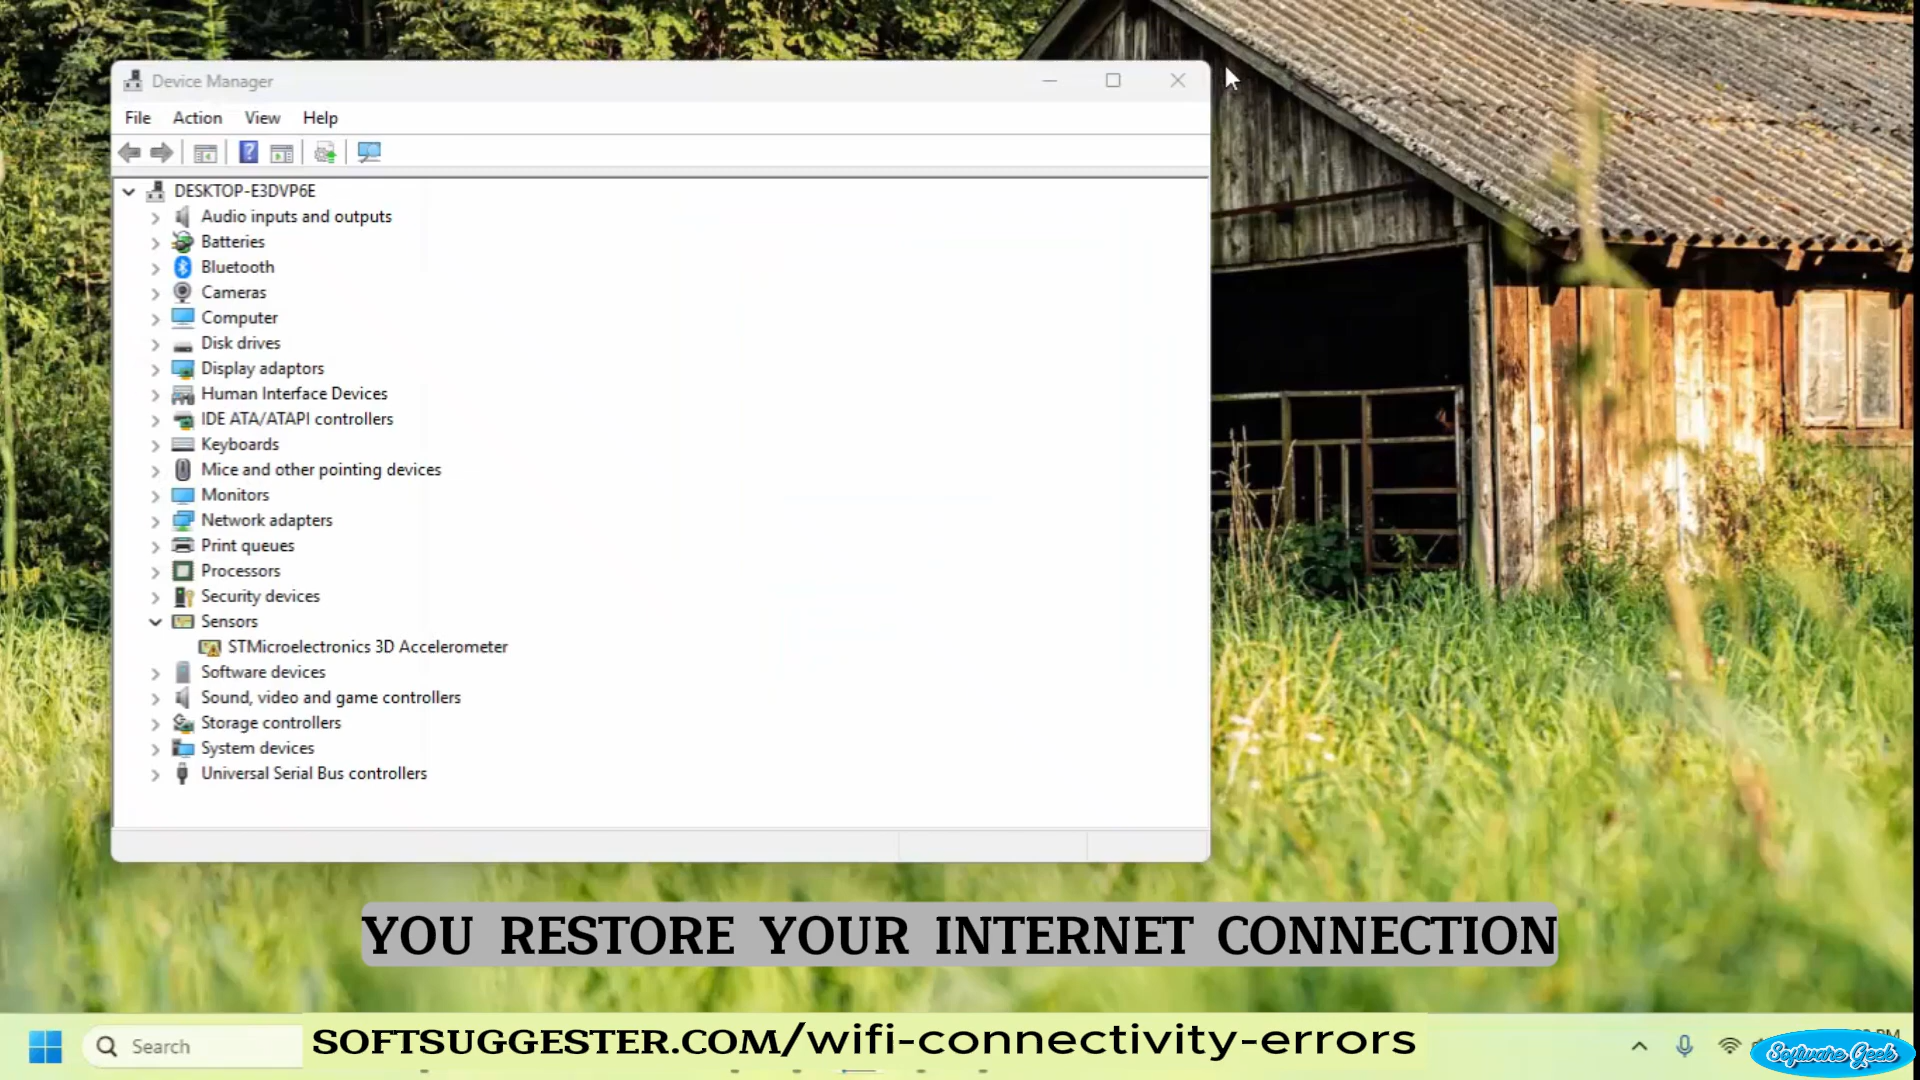 Device Manager
File Action View Help
DESKTOP-E3DVP6E
Audio inputs and outputs
Batteries
Bluetooth
Cameras
Computer
Disk drives
Display adaptors
Human Interface Devices
IDE ATA/ATAPI controllers
Keyboards
Mice and other pointing devices
Monitors
Network adapters
Print queues
Processors
Security devices
Sensors
STMicroelectronics 3D Accelerometer
Software devices
Sound, video and game controllers
Storage controllers
System devices
Universal Serial Bus controllers
YOU RESTORE YOUR INTERNET CONNECTION
Search
SOFTSUGGESTER.COM/wifi-connectivity-errors
PM
Software Geek